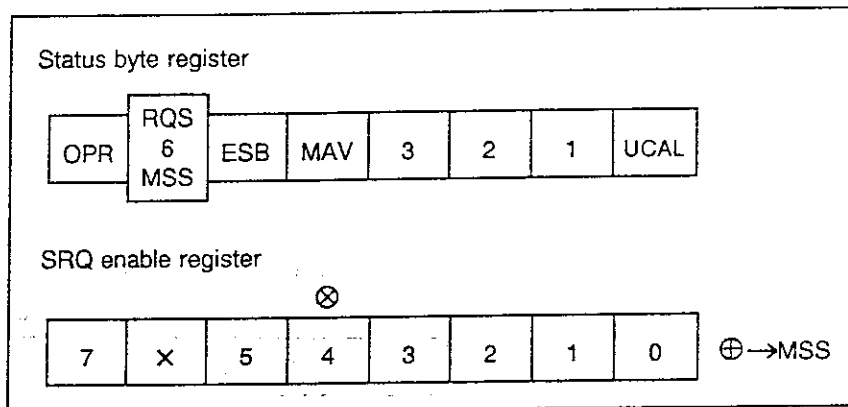 Status byte register
OPR RQS 6 MSS ESB MAV 3 2 1 UCAL
SRQ enable register
⊗
7 × 5 4 3 2 1 0 ⊕→MSS